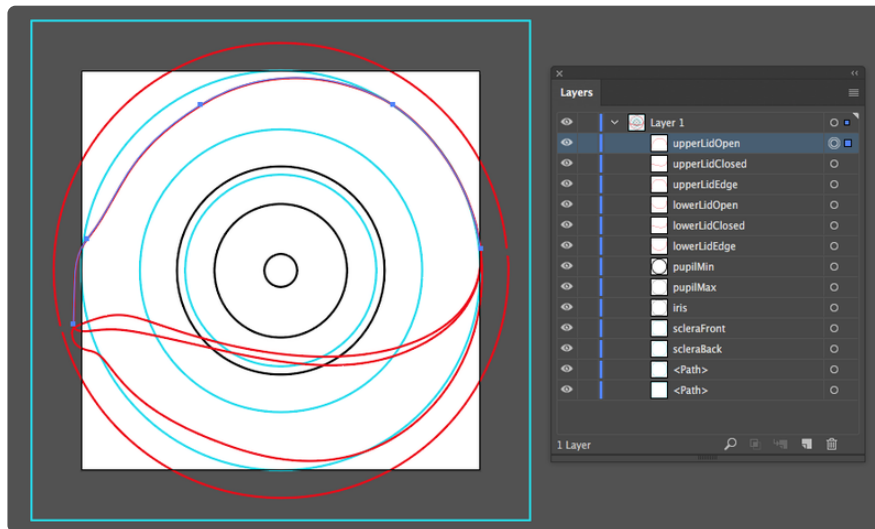 Layers
Layer 1
upperLidOpen
upperLidClosed
upperLidEdge
lowerLidOpen
lowerLidClosed
lowerLidEdge
pupilMin
pupilMax
iris
scleraFront
scleraBack
<Path>
<Path>
1 Layer